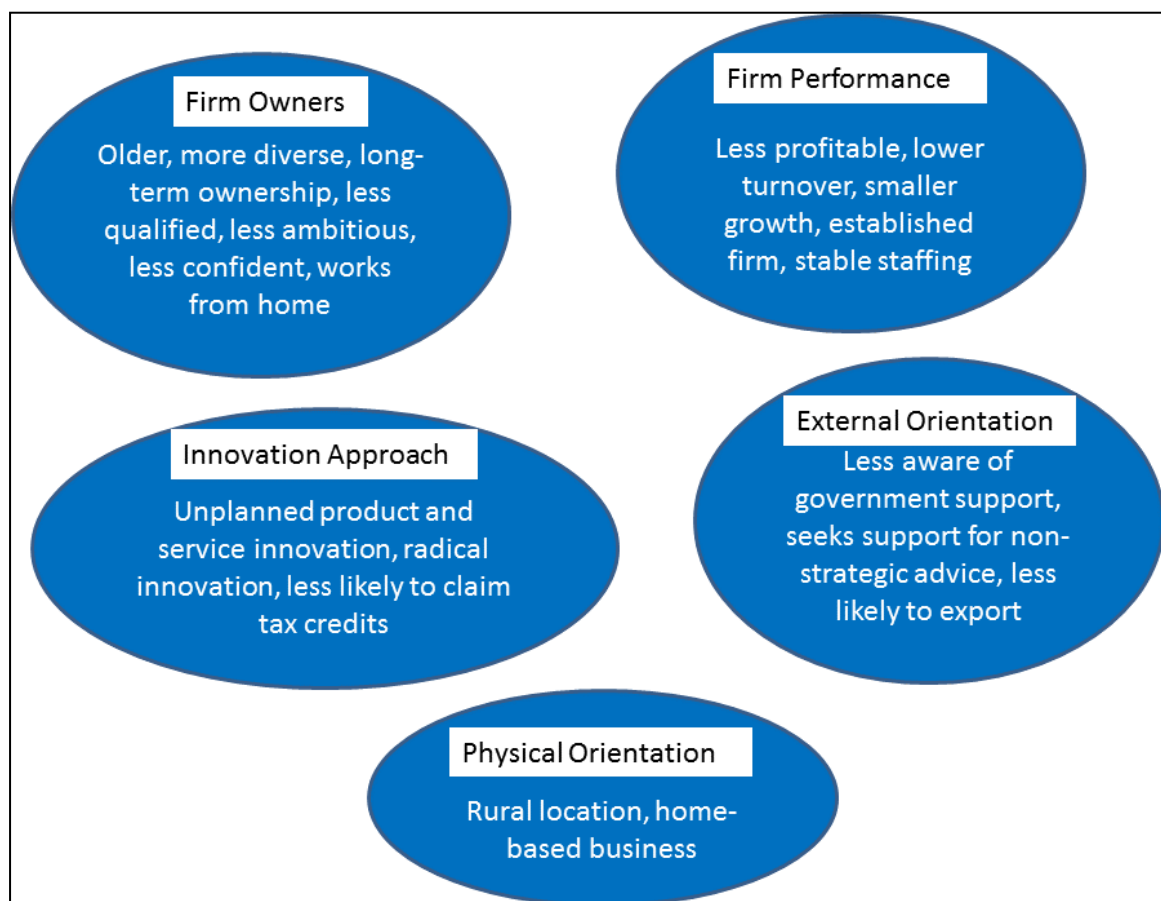 Firm Owners
Older, more diverse, long-
term ownership, less
qualified, less ambitious,
less confident, works
from home
Firm Performance
Less profitable, lower
turnover, smaller
growth, established
firm, stable staffing
Innovation Approach
Unplanned product and
service innovation, radical
innovation, less likely to claim
tax credits
External Orientation
Less aware of
government support,
seeks support for non-
strategic advice, less
likely to export
Physical Orientation
Rural location, home-
based business